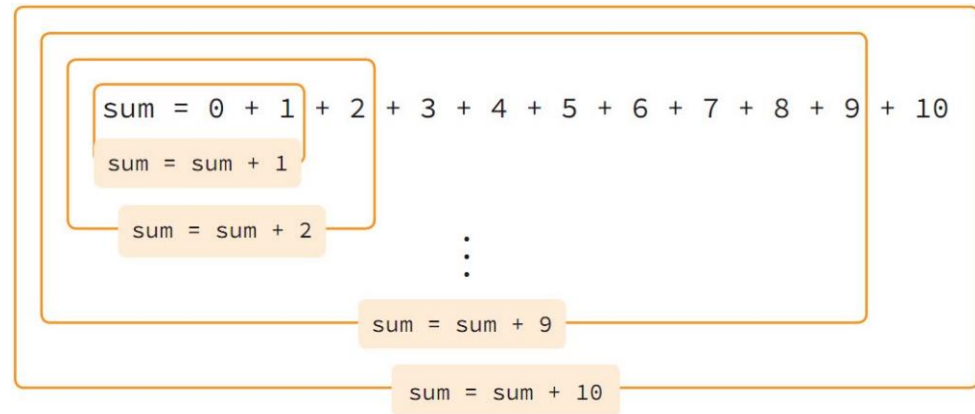 sum = 0 + 1 + 2 + 3 + 4 + 5 + 6 + 7 + 8 + 9 + 10
sum = sum + 1
sum = sum + 2
sum = sum + 9
sum = sum + 10